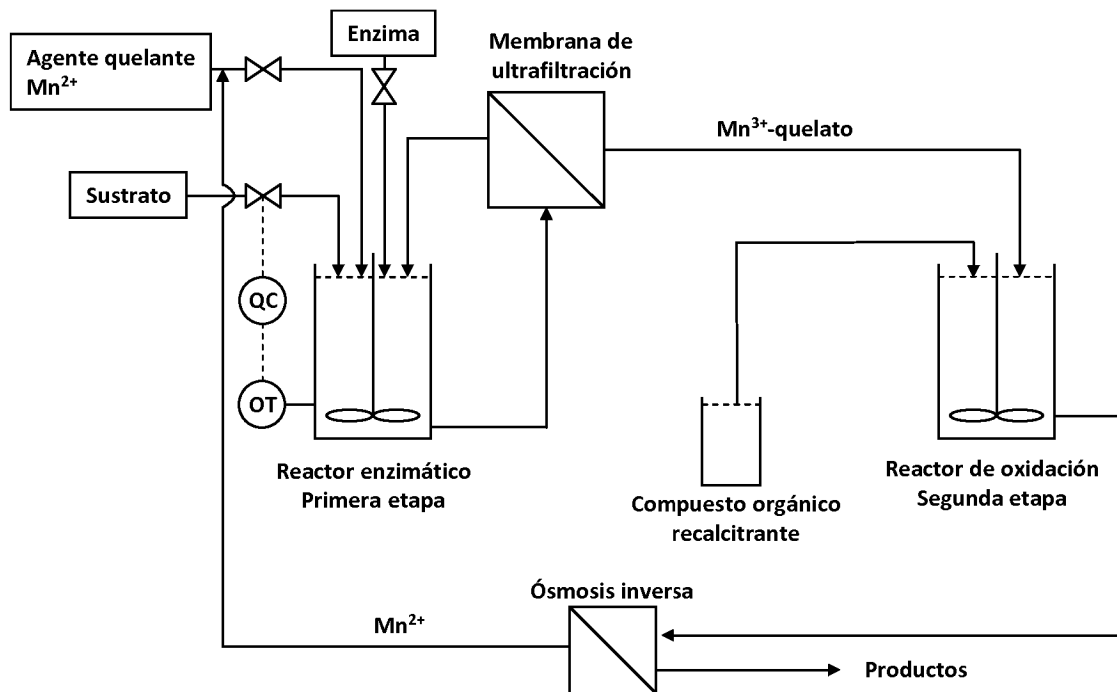 Enzima
Agente quelante
Mn²⁺
Membrana de
ultrafiltración
Mn³⁺-quelato
Sustrato
QC
OT
Reactor enzimático
Primera etapa
Compuesto orgánico
recalcitrante
Reactor de oxidación
Segunda etapa
Ósmosis inversa
Mn²⁺
Productos